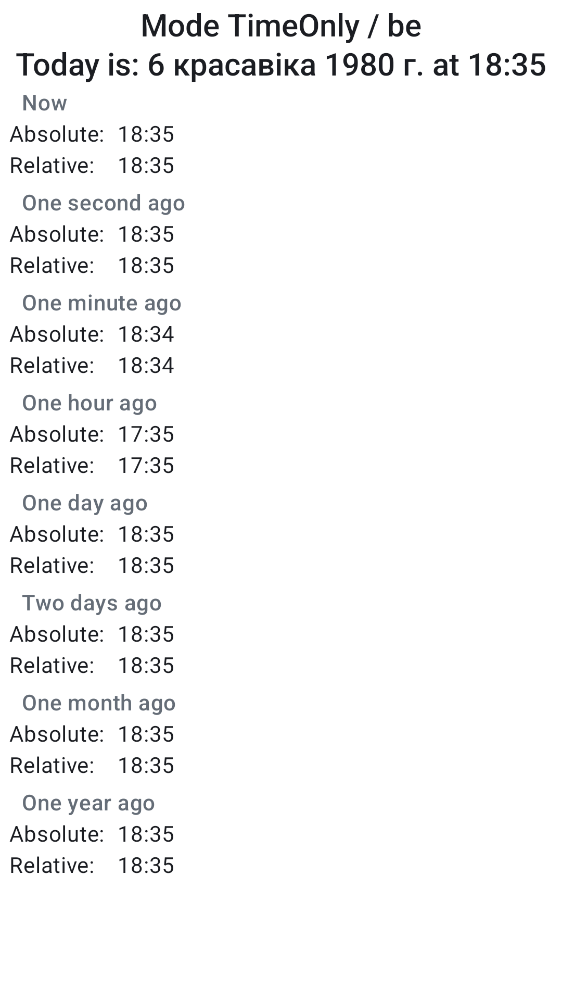 Mode TimeOnly / be
Today is: 6 красавіка 1980 г. at 18:35
Now
Absolute: 18:35
Relative: 18:35
One second ago
Absolute: 18:35
Relative: 18:35
One minute ago
Absolute: 18:34
Relative: 18:34
One hour ago
Absolute: 17:35
Relative: 17:35
One day ago
Absolute: 18:35
Relative: 18:35
Two days ago
Absolute: 18:35
Relative: 18:35
One month ago
Absolute: 18:35
Relative: 18:35
One year ago
Absolute: 18:35
Relative: 18:35